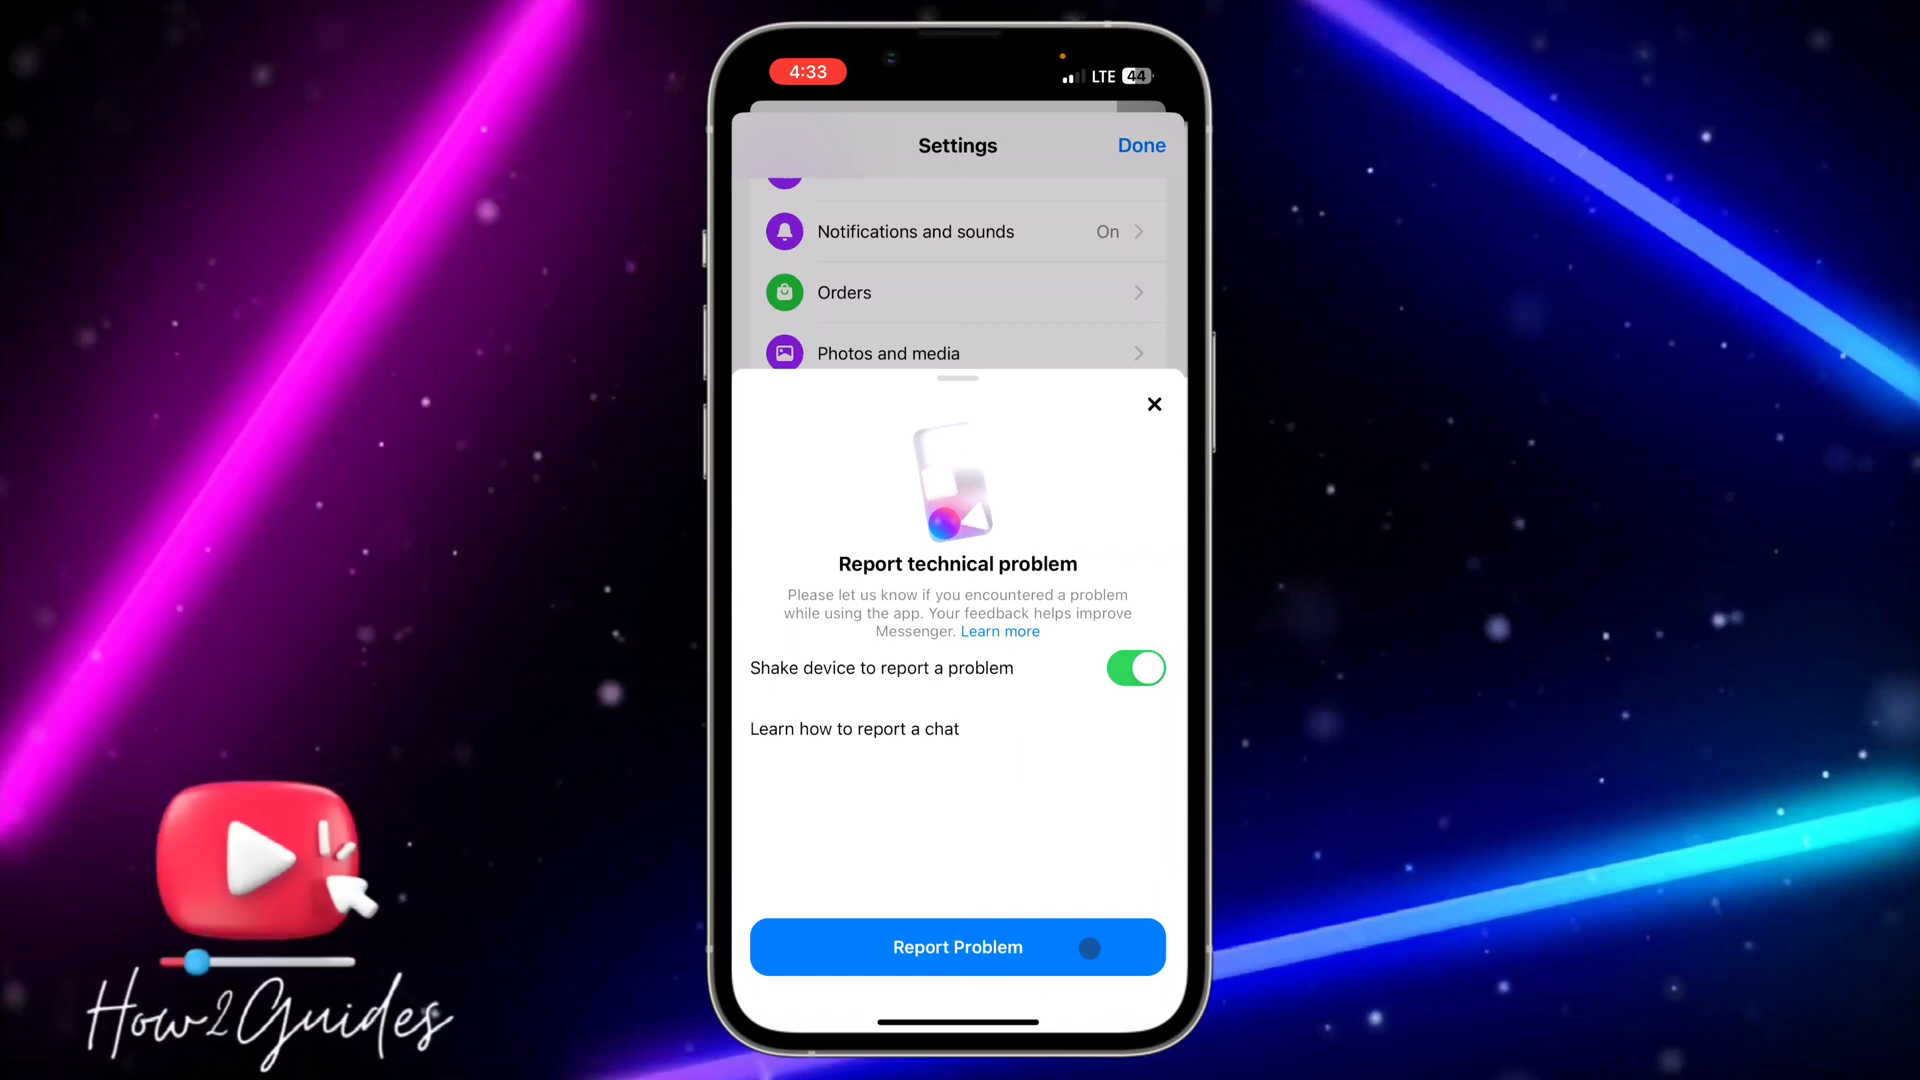 4:33
LTE 44
Settings
Done
Notifications and sounds
On
Orders
Photos and media
Report technical problem
Please let us know if you encountered a problem
while using the app. Your feedback helps improve
Messenger. Learn more
Shake device to report a problem
Learn how to report a chat
Report Problem
How2Guides